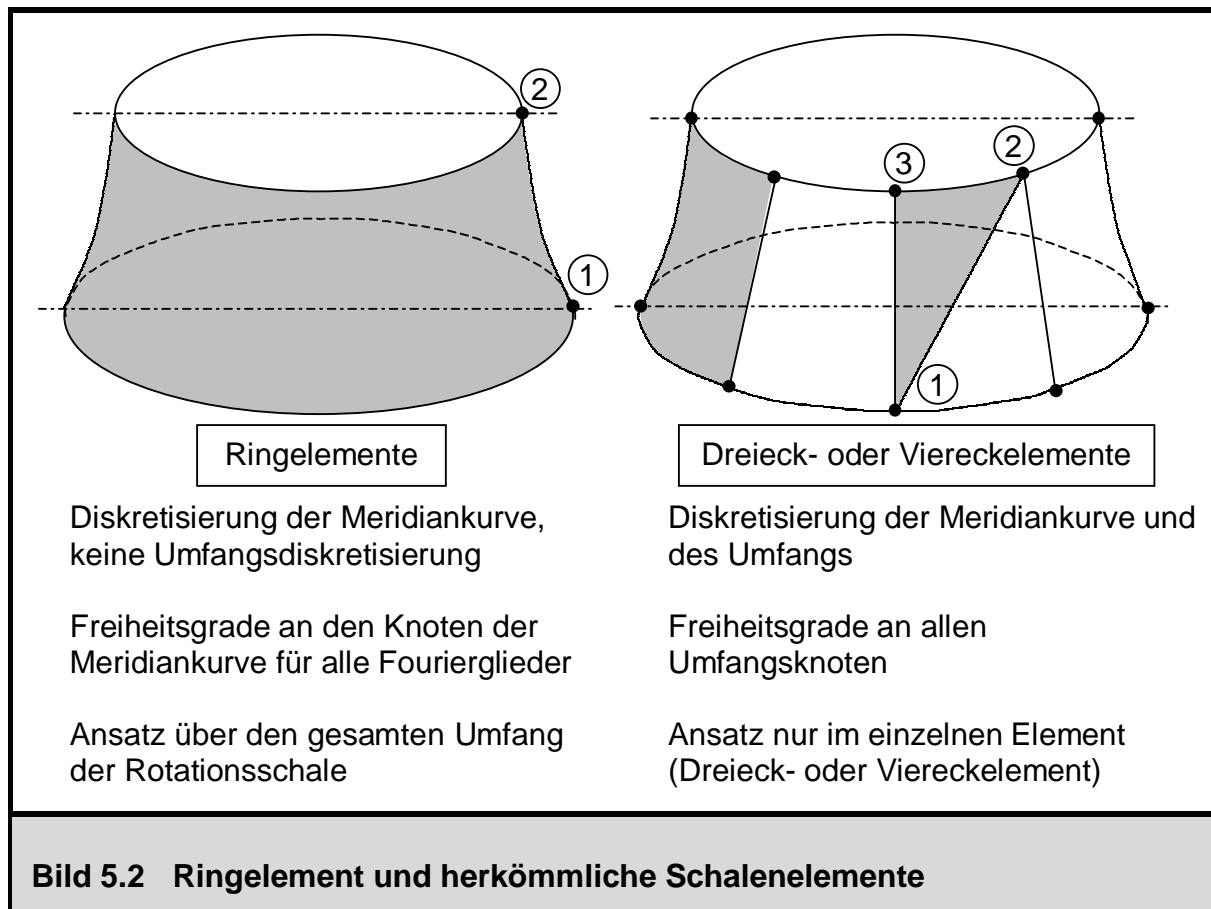 ②
①
Ringelemente
Diskretisierung der Meridiankurve,
keine Umfangsdiskretisierung
Freiheitsgrade an den Knoten der
Meridiankurve für alle Fourierglieder
Ansatz über den gesamten Umfang
der Rotationsschale
③
②
①
Dreieck- oder Viereckelemente
Diskretisierung der Meridiankurve und
des Umfangs
Freiheitsgrade an allen
Umfangsknoten
Ansatz nur im einzelnen Element
(Dreieck- oder Viereckelement)
Bild 5.2 Ringelement und herkömmliche Schalenelemente